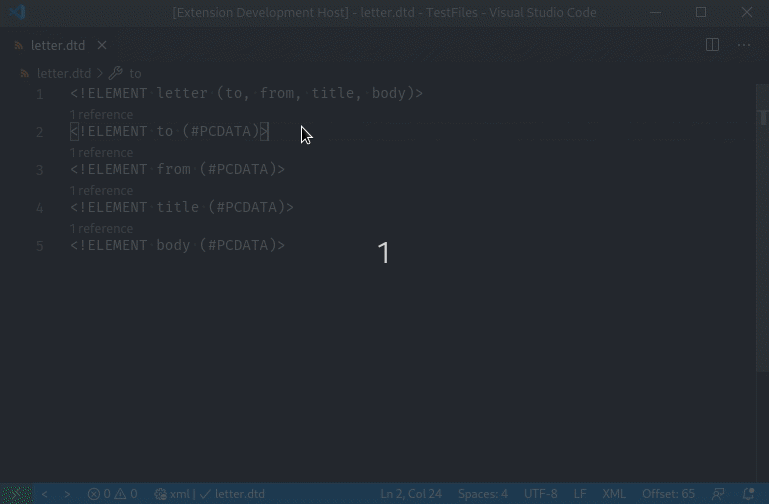 [Extension Development Host] - letter.dtd - TestFiles - Visual Studio Code
letter.dtd
letter.dtd > to
1 <!ELEMENT letter (to, from, title, body)>
1 reference
2 <!ELEMENT to (#PCDATA)>
1 reference
3 <!ELEMENT from (#PCDATA)>
1 reference
4 <!ELEMENT title (#PCDATA)>
1 reference
5 <!ELEMENT body (#PCDATA)>
1
0 0 xml | ✓ letter.dtd Ln 2, Col 24 Spaces: 4 UTF-8 LF XML Offset: 65